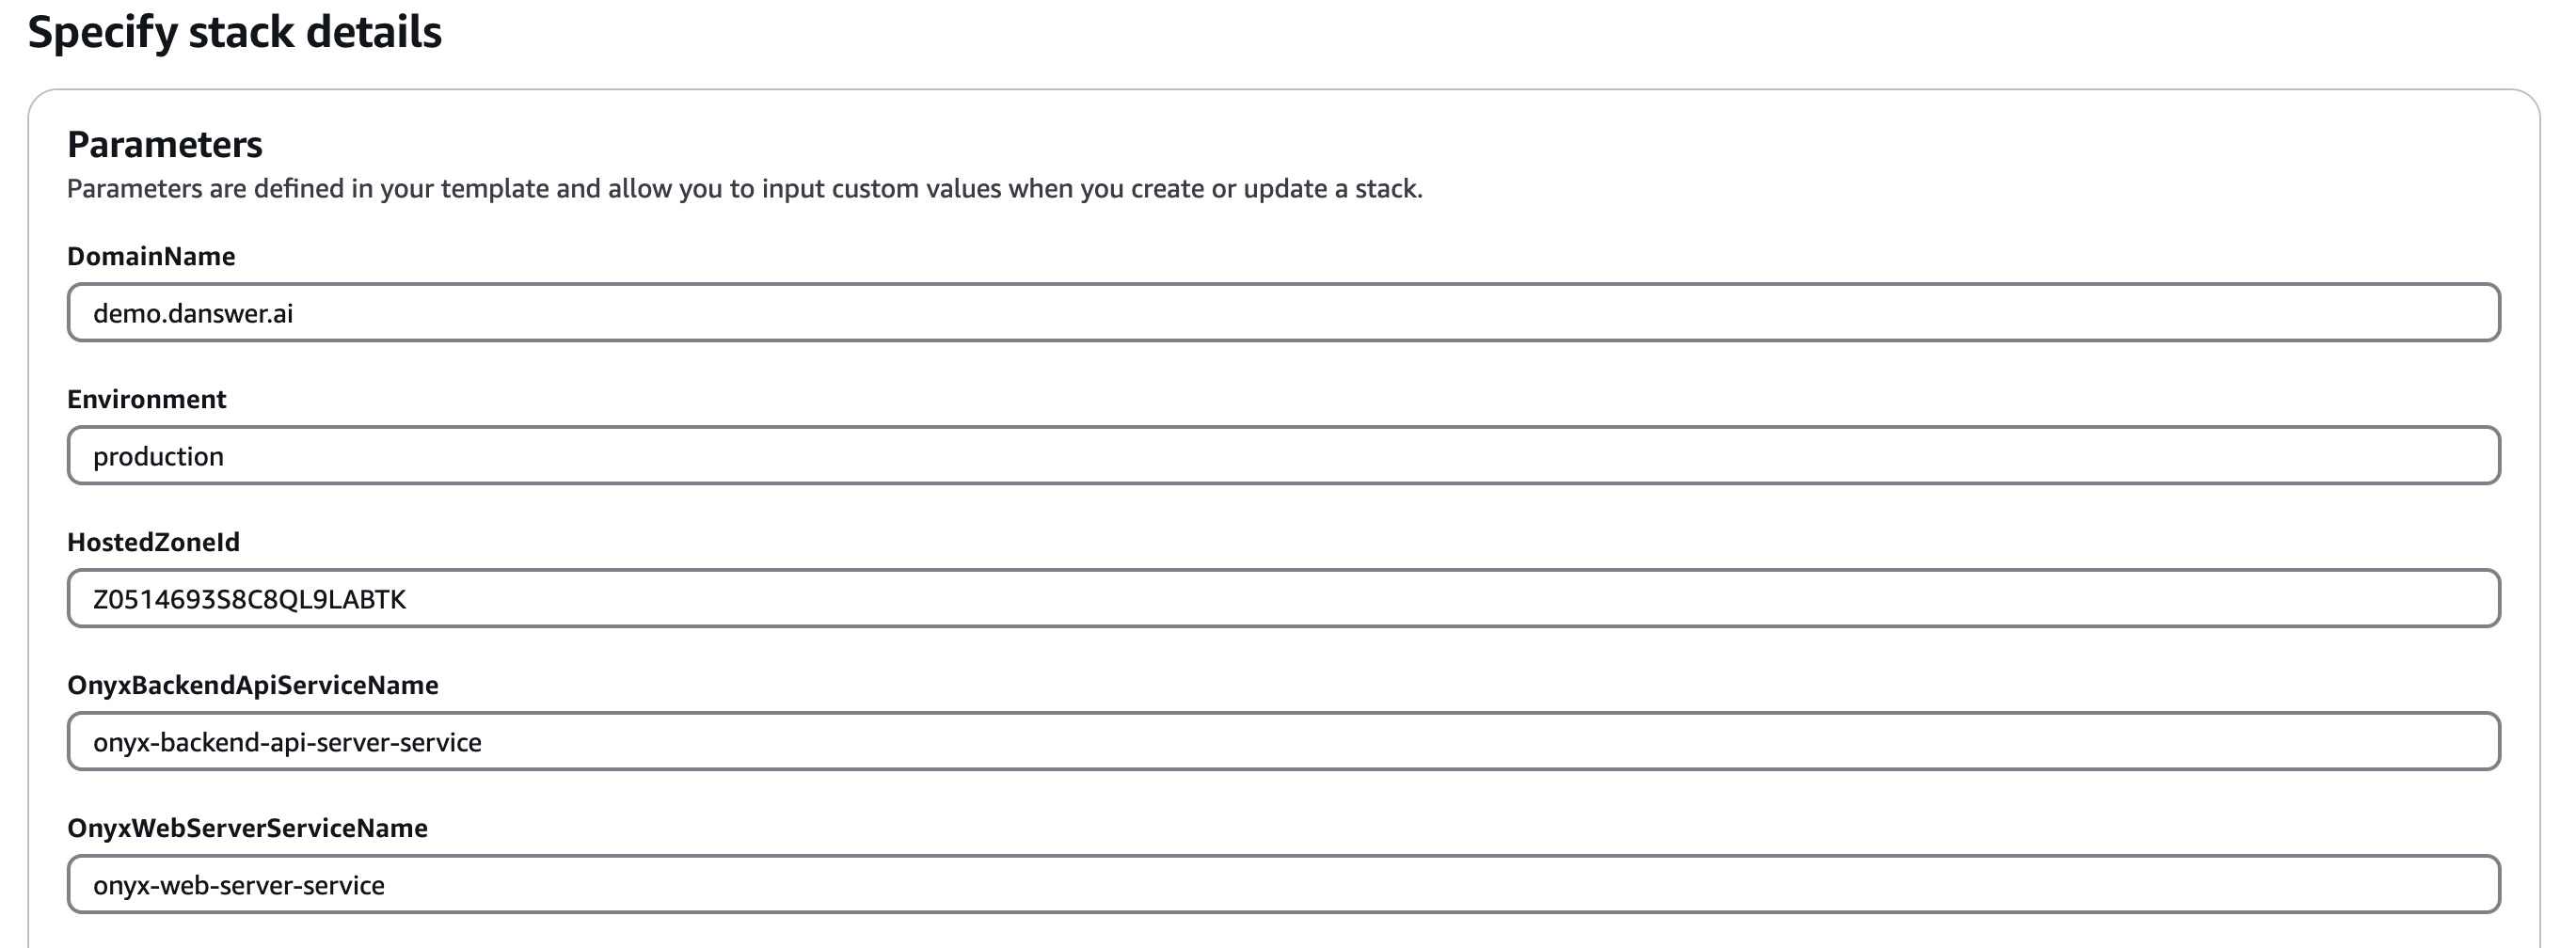 Specify stack details
Parameters
Parameters are defined in your template and allow you to input custom values when you create or update a stack.
DomainName
demo.danswer.ai
Environment
production
HostedZoneId
Z0514693S8C8QL9LABTK
OnyxBackendApiServiceName
onyx-backend-api-server-service
OnyxWebServerServiceName
onyx-web-server-service